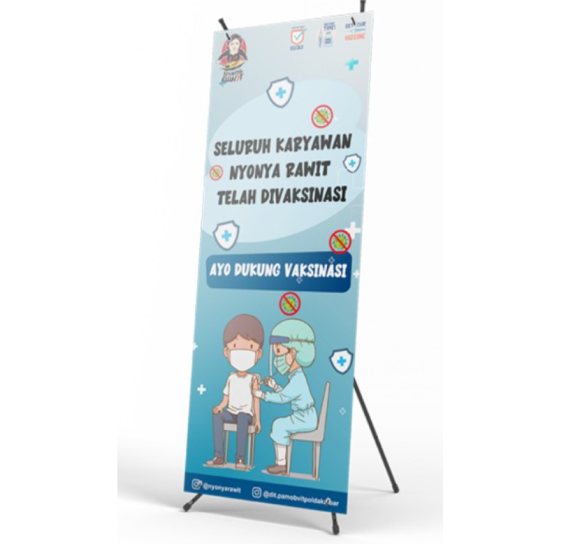 SELURUH KARYAWAN
NYONYA RAWIT
TELAH DIVAKSINASI
AYO DUKUNG VAKSINASI
@nyonyarawit